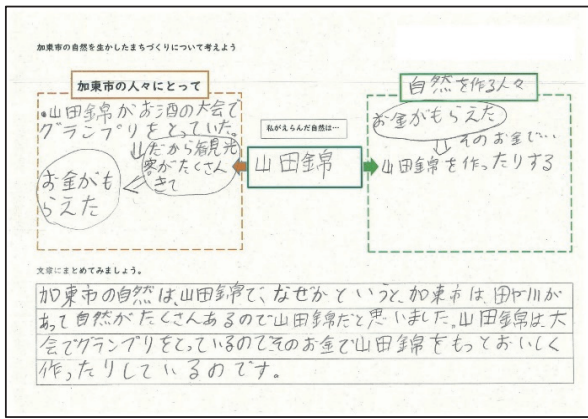 加東市の自然を生かしたまちづくりについて考えよう
加東市の人々にとって
・山田錦がお酒の大会で
グランプリをとっていた。
↓だから観光
客がたくさん
きて
お金がも
らえた
私がえらんだ自然は…
山田錦
自然を作る人々
お金がもらえた
↓そのお金で…
山田錦を作ったりする
文章にまとめてみましょう。
加東市の自然は、山田錦で、なぜかというと、加東市は、田や川が
あって自然がたくさんあるので山田錦だと思いました。山田錦は大
会でグランプリをとっているのでそのお金で山田錦をもっとおいしく
作ったりしているのです。